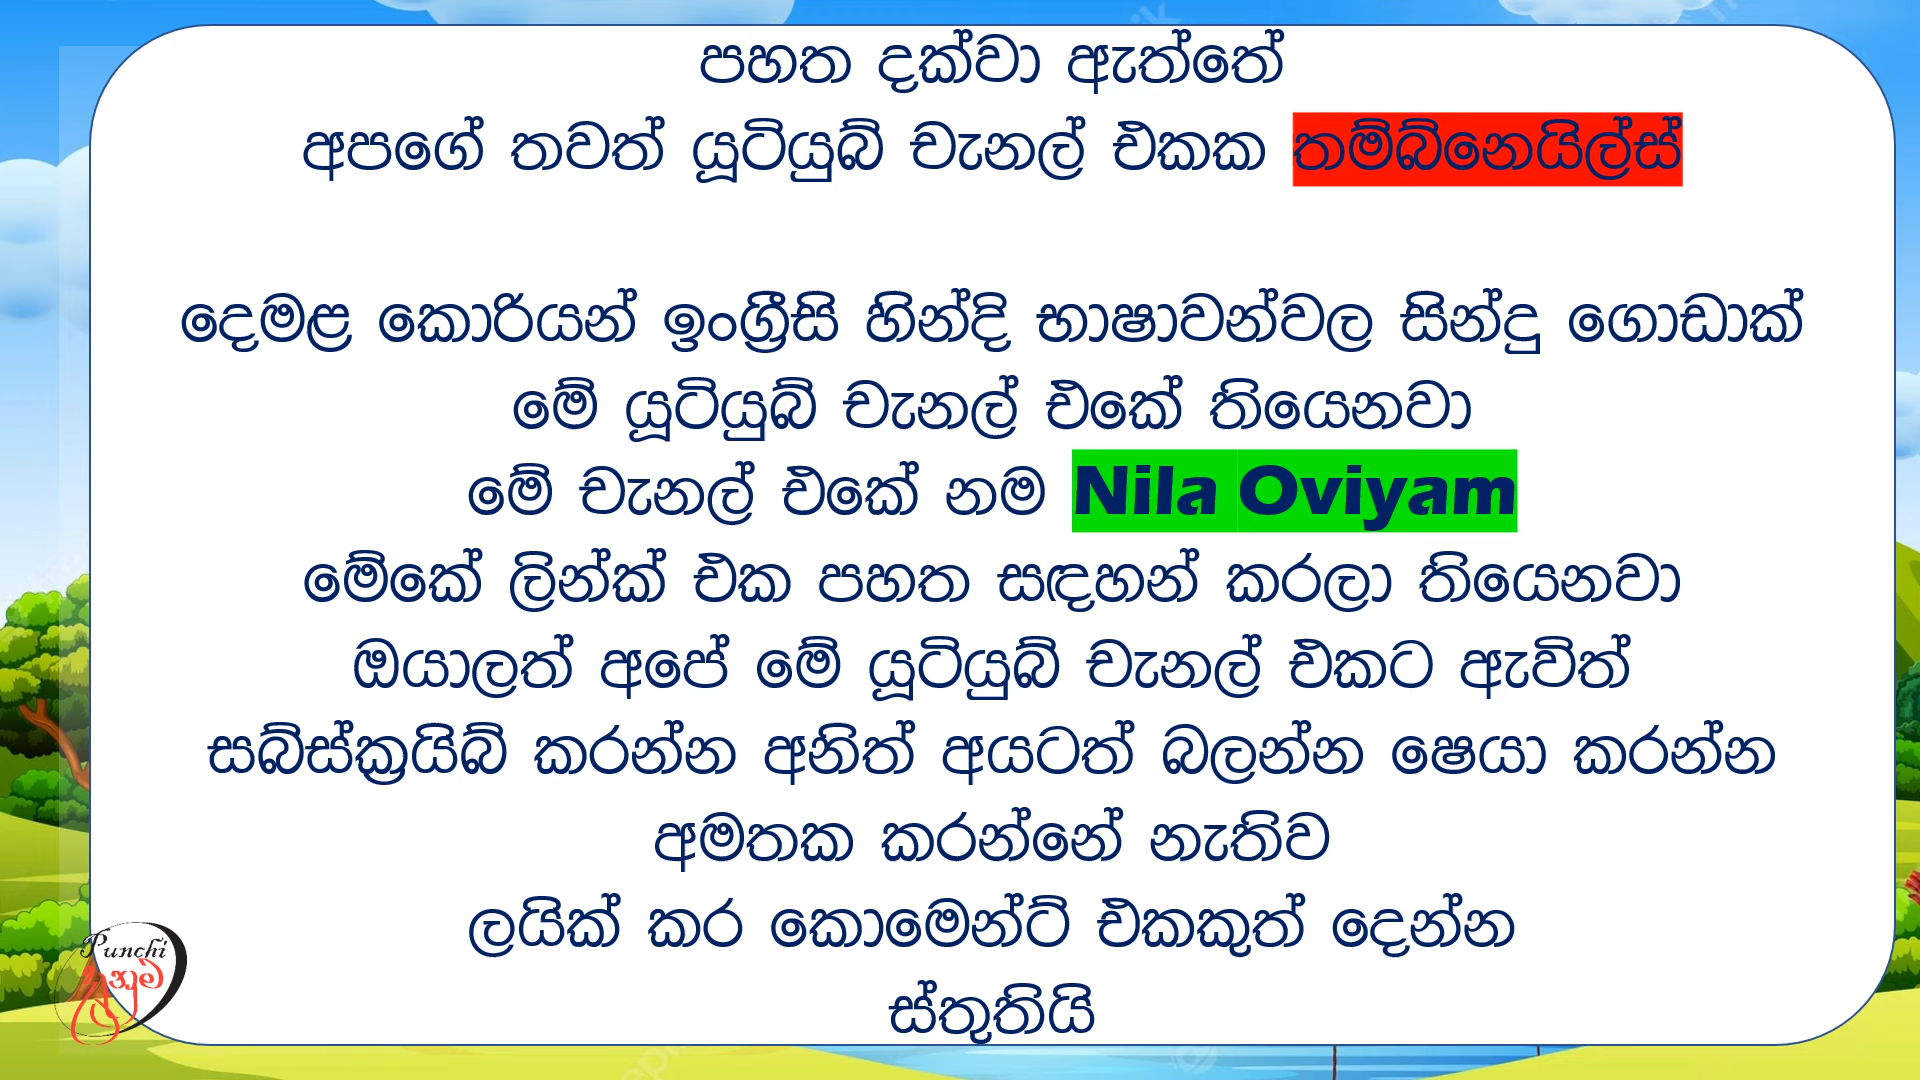 පහත දක්වා ඇත්තේ
අපගේ තවත් යූටියුබ් චැනල් එකක තම්බ්නෙයිල්ස්
දෙමළ කොරියන් ඉංග්‍රීසි හින්දි භාෂාවන්වල සින්දු ගොඩාක්
මේ යූටියුබ් චැනල් එකේ තියෙනවා
මේ චැනල් එකේ නම Nila Oviyam
මේකේ ලින්ක් එක පහත සඳහන් කරලා තියෙනවා
ඔයාලත් අපේ මේ යූටියුබ් චැනල් එකට ඇවිත්
සබ්ස්ක්‍රයිබ් කරන්න අනිත් අයටත් බලන්න ෂෙයා කරන්න
අමතක කරන්නේ නැතිව
ලයික් කර කොමෙන්ට් එකකුත් දෙන්න
ස්තූතියි
Punchi